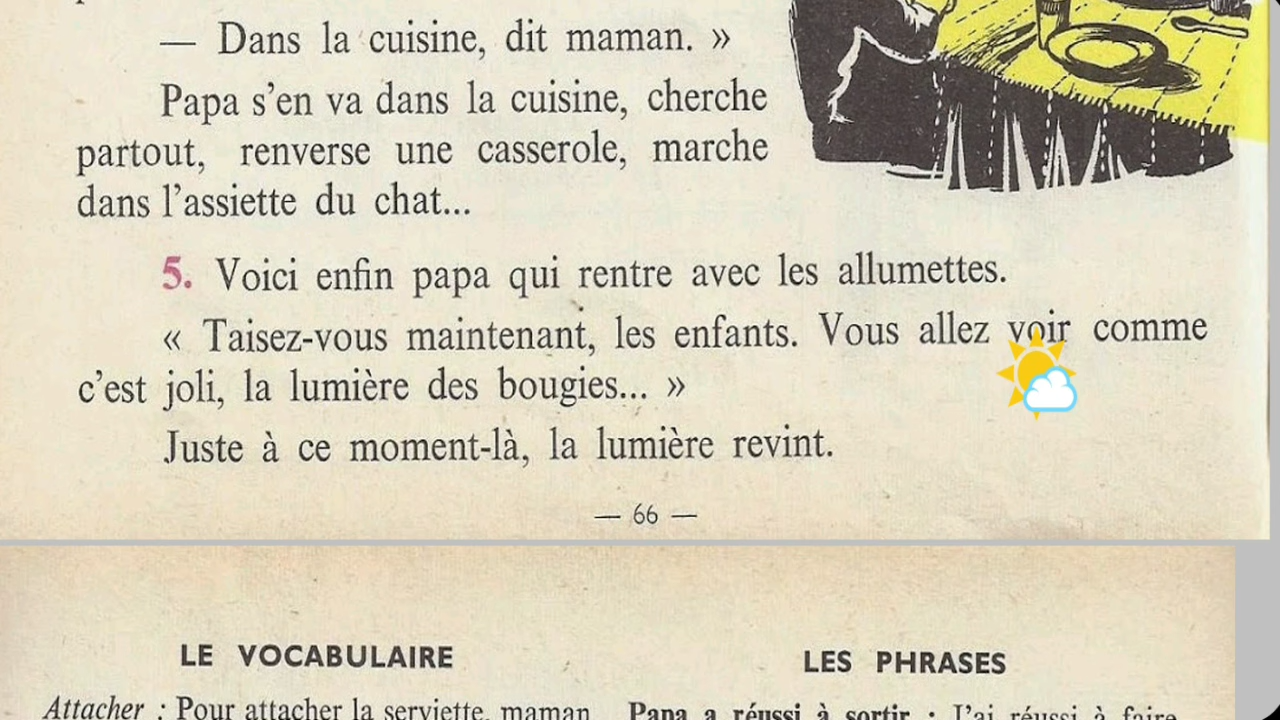 — Dans la cuisine, dit maman. »
Papa s'en va dans la cuisine, cherche
partout, renverse une casserole, marche
dans l'assiette du chat...
5. Voici enfin papa qui rentre avec les allumettes.
« Taisez-vous maintenant, les enfants. Vous allez voir comme
c'est joli, la lumière des bougies... »
Juste à ce moment-là, la lumière revint.
— 66 —
LE VOCABULAIRE
Attacher : Pour attacher la serviette, maman
LES PHRASES
Papa a réussi à sortir : J'ai réussi à faire